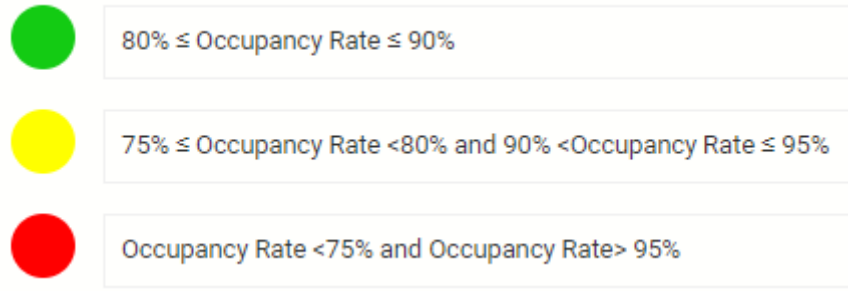 80% ≤ Occupancy Rate ≤ 90%
75% ≤ Occupancy Rate <80% and 90% <Occupancy Rate ≤ 95%
Occupancy Rate <75% and Occupancy Rate> 95%